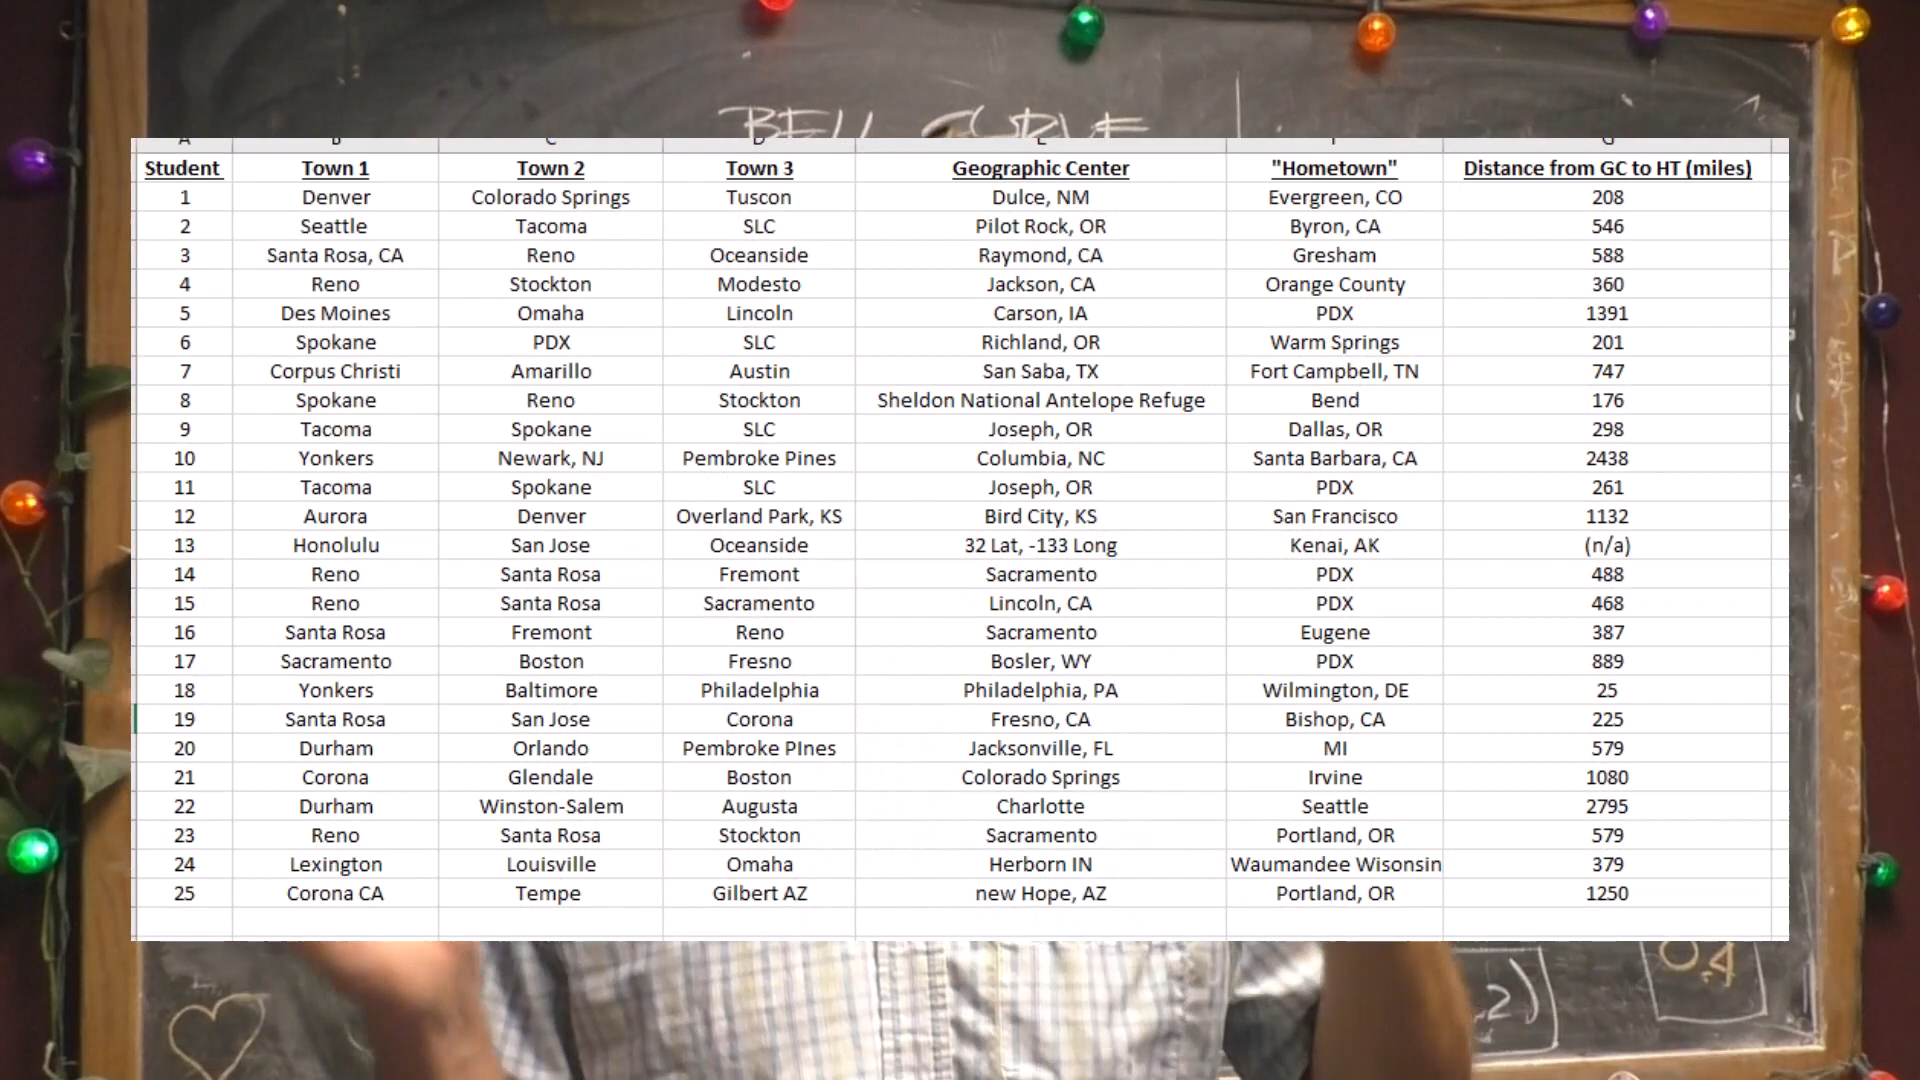 BELL CURVE
A B C D E F G
Student Town 1 Town 2 Town 3 Geographic Center "Hometown" Distance from GC to HT (miles)
1 Denver Colorado Springs Tuscon Dulce, NM Evergreen, CO 208
2 Seattle Tacoma SLC Pilot Rock, OR Byron, CA 546
3 Santa Rosa, CA Reno Oceanside Raymond, CA Gresham 588
4 Reno Stockton Modesto Jackson, CA Orange County 360
5 Des Moines Omaha Lincoln Carson, IA PDX 1391
6 Spokane PDX SLC Richland, OR Warm Springs 201
7 Corpus Christi Amarillo Austin San Saba, TX Fort Campbell, TN 747
8 Spokane Reno Stockton Sheldon National Antelope Refuge Bend 176
9 Tacoma Spokane SLC Joseph, OR Dallas, OR 298
10 Yonkers Newark, NJ Pembroke Pines Columbia, NC Santa Barbara, CA 2438
11 Tacoma Spokane SLC Joseph, OR PDX 261
12 Aurora Denver Overland Park, KS Bird City, KS San Francisco 1132
13 Honolulu San Jose Oceanside 32 Lat, -133 Long Kenai, AK (n/a)
14 Reno Santa Rosa Fremont Sacramento PDX 488
15 Reno Santa Rosa Sacramento Lincoln, CA PDX 468
16 Santa Rosa Fremont Reno Sacramento Eugene 387
17 Sacramento Boston Fresno Bosler, WY PDX 889
18 Yonkers Baltimore Philadelphia Philadelphia, PA Wilmington, DE 25
19 Santa Rosa San Jose Corona Fresno, CA Bishop, CA 225
20 Durham Orlando Pembroke PInes Jacksonville, FL MI 579
21 Corona Glendale Boston Colorado Springs Irvine 1080
22 Durham Winston-Salem Augusta Charlotte Seattle 2795
23 Reno Santa Rosa Stockton Sacramento Portland, OR 579
24 Lexington Louisville Omaha Herborn IN Waumandee Wisonsin 379
25 Corona CA Tempe Gilbert AZ new Hope, AZ Portland, OR 1250
0.4
2)